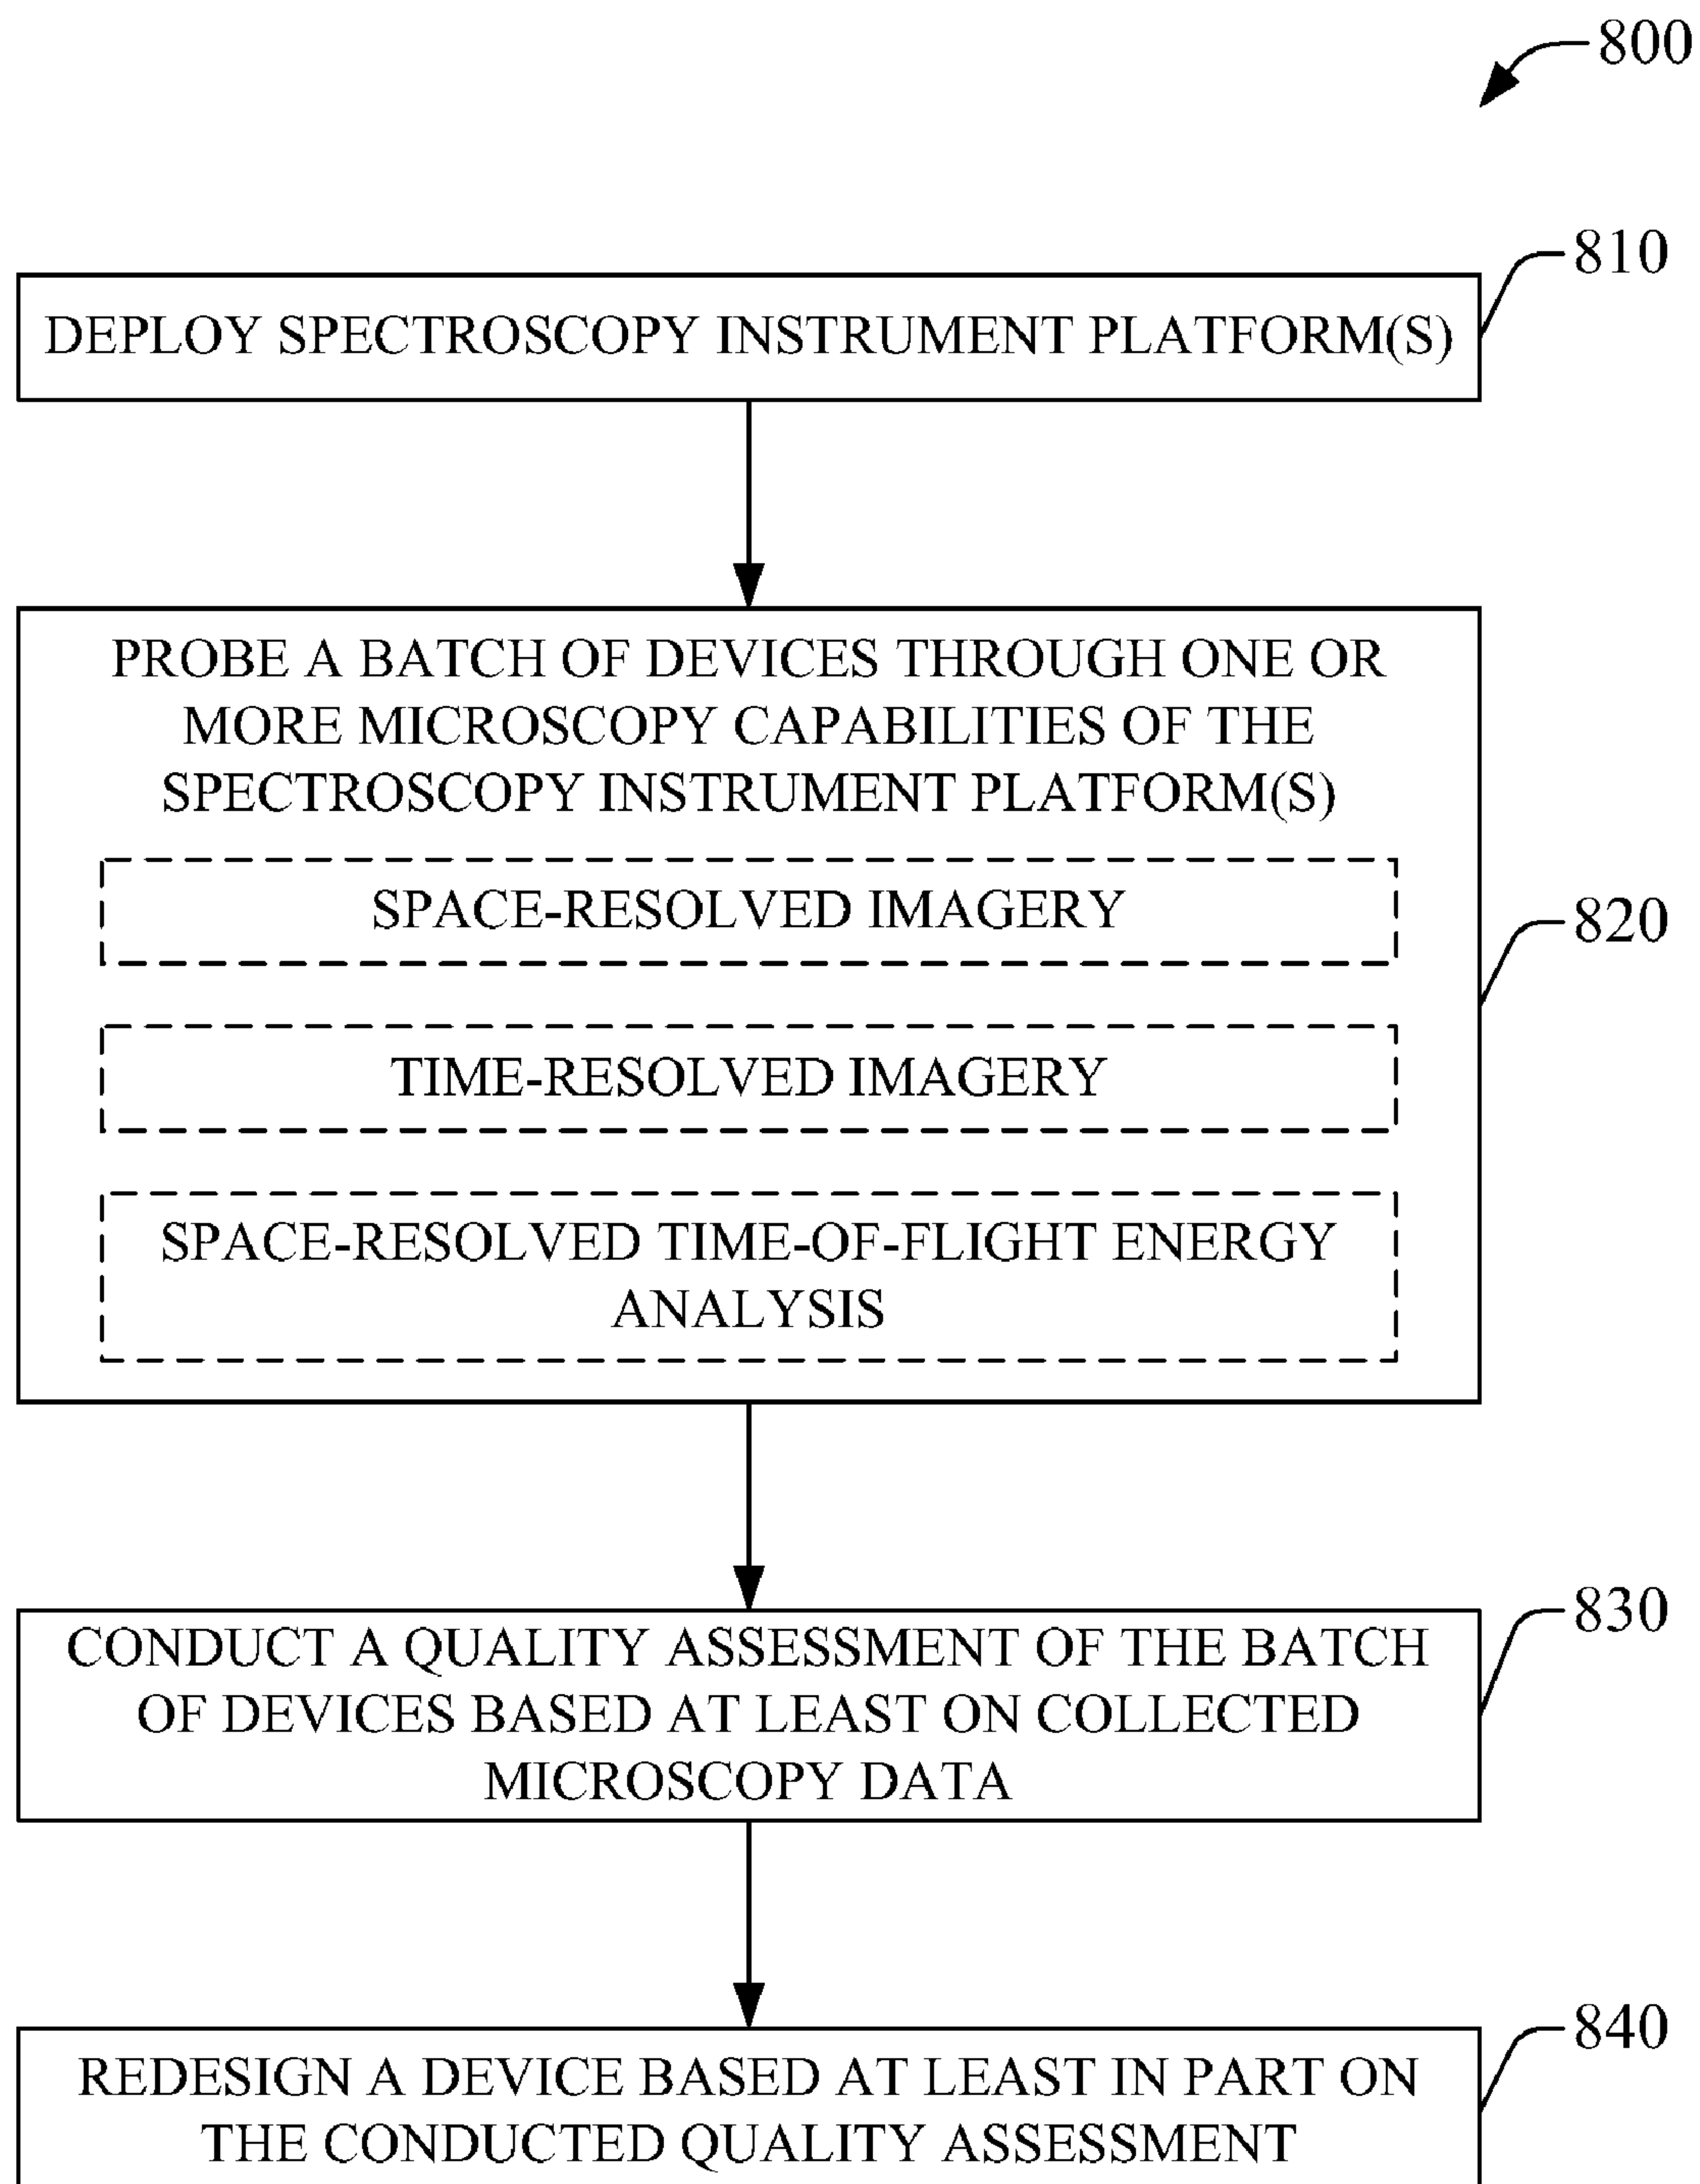 800
810
DEPLOY SPECTROSCOPY INSTRUMENT PLATFORM(S)
PROBE A BATCH OF DEVICES THROUGH ONE OR
MORE MICROSCOPY CAPABILITIES OF THE
SPECTROSCOPY INSTRUMENT PLATFORM(S)
SPACE-RESOLVED IMAGERY
820
TIME-RESOLVED IMAGERY
SPACE-RESOLVED TIME-OF-FLIGHT ENERGY
ANALYSIS
830
CONDUCT A QUALITY ASSESSMENT OF THE BATCH
OF DEVICES BASED AT LEAST ON COLLECTED
MICROSCOPY DATA
840
REDESIGN A DEVICE BASED AT LEAST IN PART ON
THE CONDUCTED QUALITY ASSESSMENT